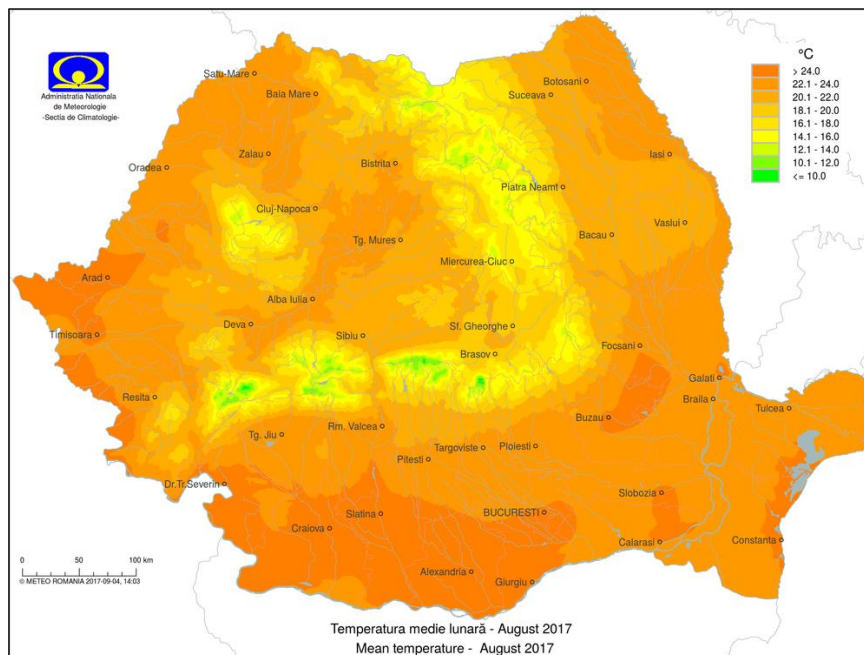 Administratia Nationala
de Meteorologie
-Sectia de Climatologie-
°C
> 24.0
22.1 - 24.0
20.1 - 22.0
18.1 - 20.0
16.1 - 18.0
14.1 - 16.0
12.1 - 14.0
10.1 - 12.0
<= 10.0
Satu-Mare
Botosani
Baia Mare
Suceava
Zalau
Iasi
Oradea
Bistrita
Piatra Neamt
Cluj-Napoca
Vaslui
Tg. Mures
Bacau
Miercurea-Ciuc
Arad
Alba Iulia
Deva
Sf. Gheorghe
Timisoara
Sibiu
Focsani
Brasov
Galati
Resita
Braila
Tulcea
Buzau
Rm. Valcea
Tg. Jiu
Targoviste
Ploiesti
Pitesti
Dr.Tr.Severin
Slobozia
Slatina
BUCURESTI
Craiova
Calarasi
Constanta
Alexandria
Giurgiu
0 50 100 km
© METEO ROMANIA 2017-09-04, 14:03
Temperatura medie lunară - August 2017
Mean temperature - August 2017